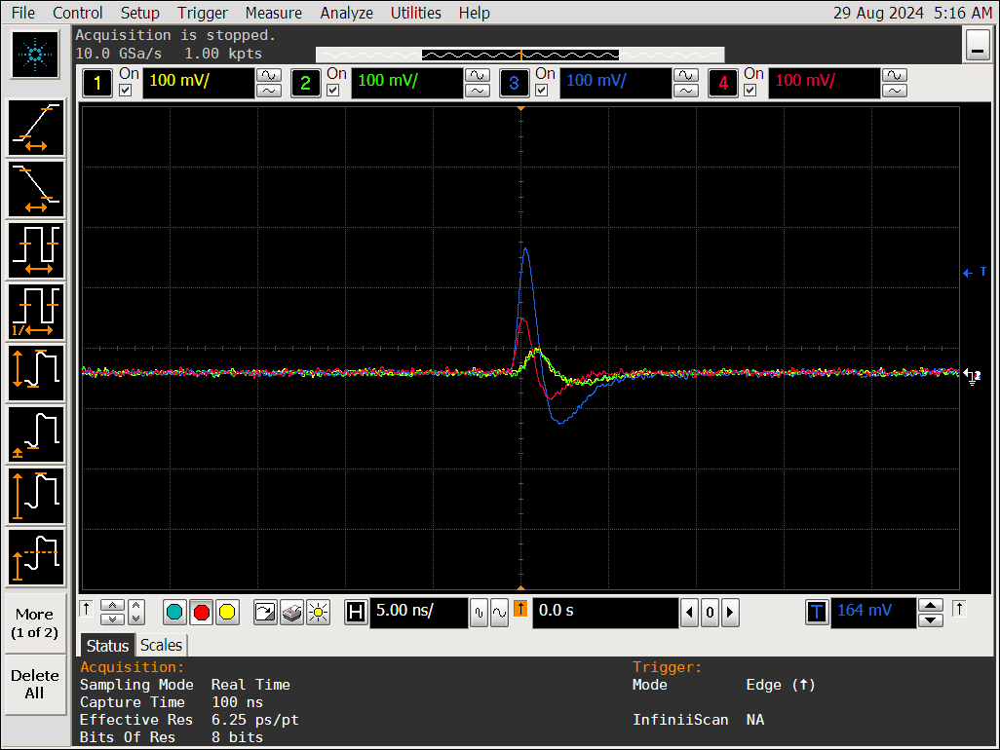 File Control Setup Trigger Measure Analyze Utilities Help 29 Aug 2024 5:16 AM
Acquisition is stopped.
10.0 GSa/s 1.00 kpts
1 On 100 mV/ 2 On 100 mV/ 3 On 100 mV/ 4 On 100 mV/
T
1/
More
(1 of 2)
Delete
All
H 5.00 ns/ 0.0 s 0 T 164 mV
Status Scales
Acquisition: Trigger:
Sampling Mode Real Time Mode Edge (↑)
Capture Time 100 ns
Effective Res 6.25 ps/pt InfiniiScan NA
Bits Of Res 8 bits